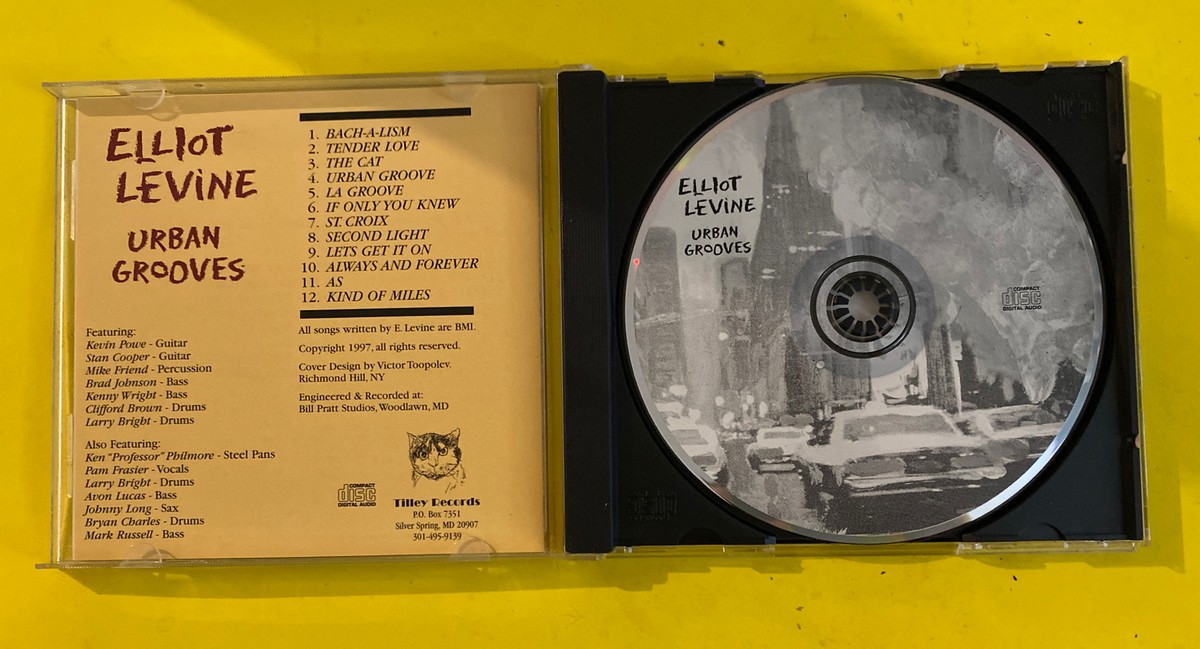 ELLIOT
LEVINE
URBAN
GROOVES
1. BACH-A-LISM
2. TENDER LOVE
3. THE CAT
4. URBAN GROOVE
5. LA GROOVE
6. IF ONLY YOU KNEW
7. ST. CROIX
8. SECOND LIGHT
9. LETS GET IT ON
10. ALWAYS AND FOREVER
11. AS
12. KIND OF MILES
Featuring:
Kevin Powe - Guitar
Stan Cooper - Guitar
Mike Friend - Percussion
Brad Johnson - Bass
Kenny Wright - Bass
Clifford Brown - Drums
Larry Bright - Drums
Also Featuring:
Ken "Professor" Philmore - Steel Pans
Pam Frasier - Vocals
Larry Bright - Drums
Avon Lucas - Bass
Johnny Long - Sax
Bryan Charles - Drums
Mark Russell - Bass
All songs written by E. Levine are BMI.
Copyright 1997, all rights reserved.
Cover Design by Victor Toopolev.
Richmond Hill, NY
Engineered & Recorded at:
Bill Pratt Studios, Woodlawn, MD
COMPACT
disc
DIGITAL AUDIO
Tilley Records
P.O. Box 7351
Silver Spring, MD 20907
301-495-9139
ELLIOT
LEVINE
URBAN
GROOVES
COMPACT
disc
DIGITAL AUDIO